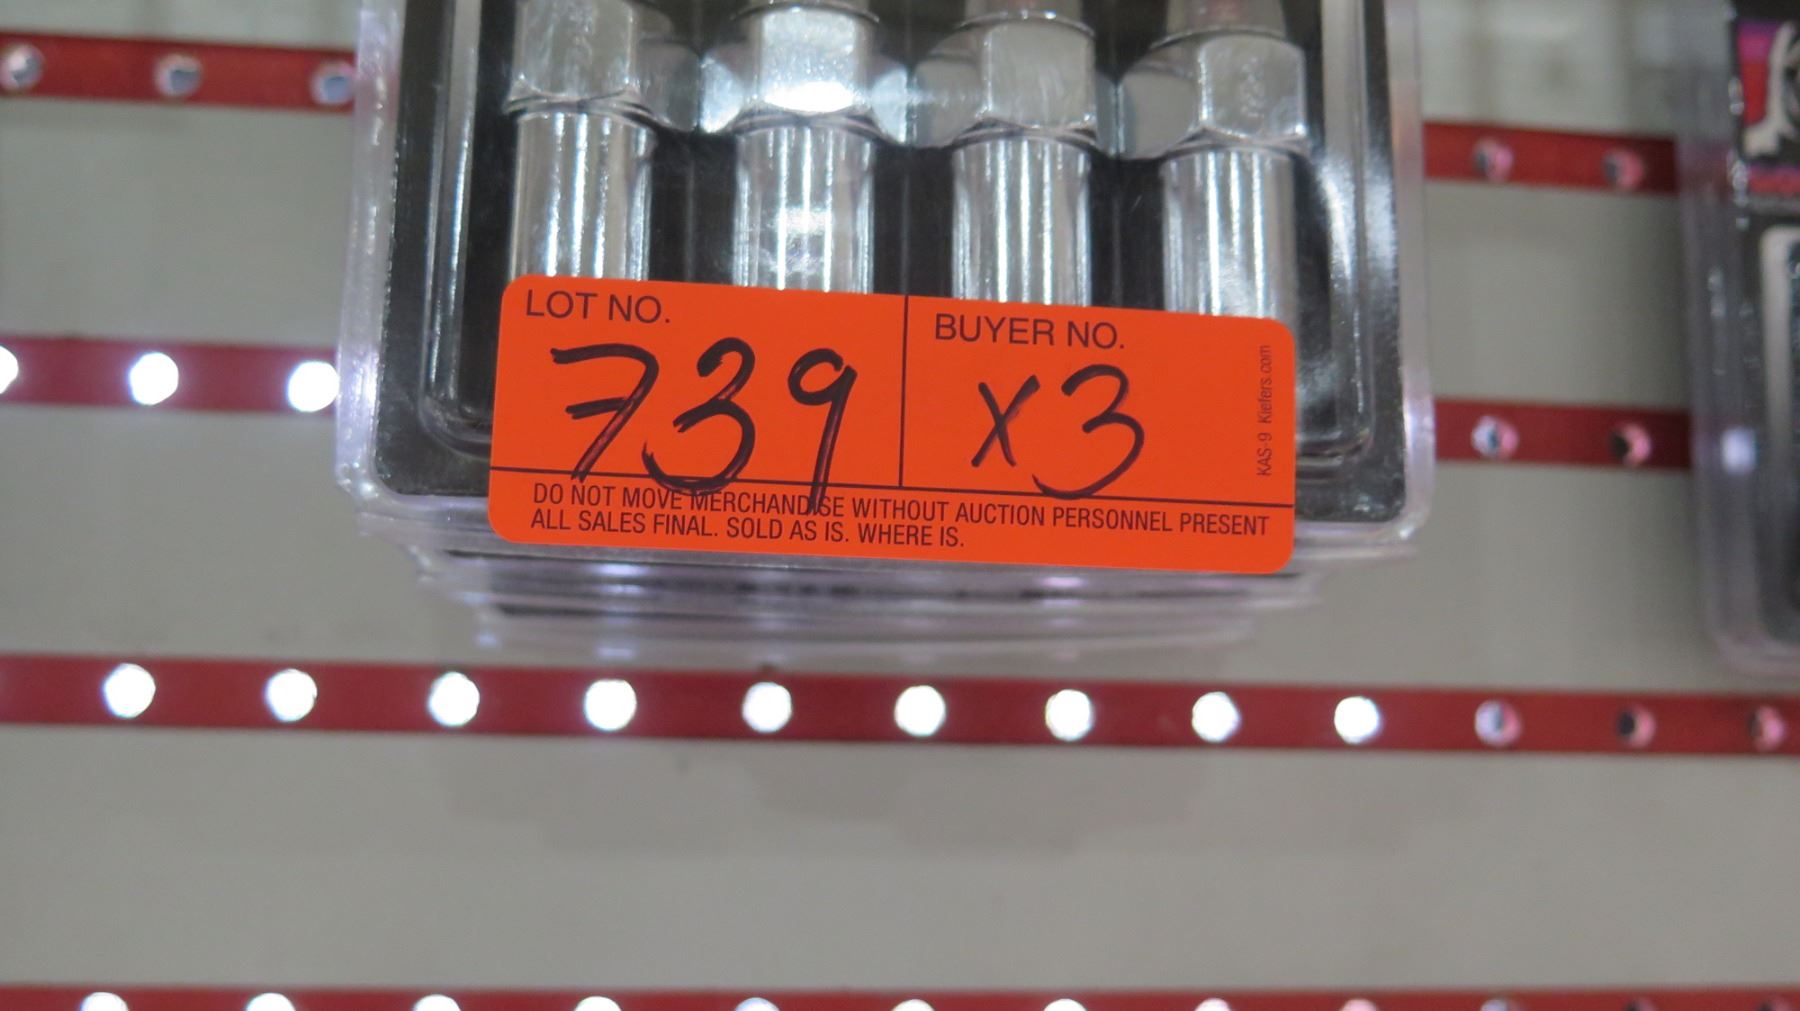 LOT NO.
739
BUYER NO.
x3
KAS-9 Kiefers.com
DO NOT MOVE MERCHANDISE WITHOUT AUCTION PERSONNEL PRESENT
ALL SALES FINAL. SOLD AS IS. WHERE IS.